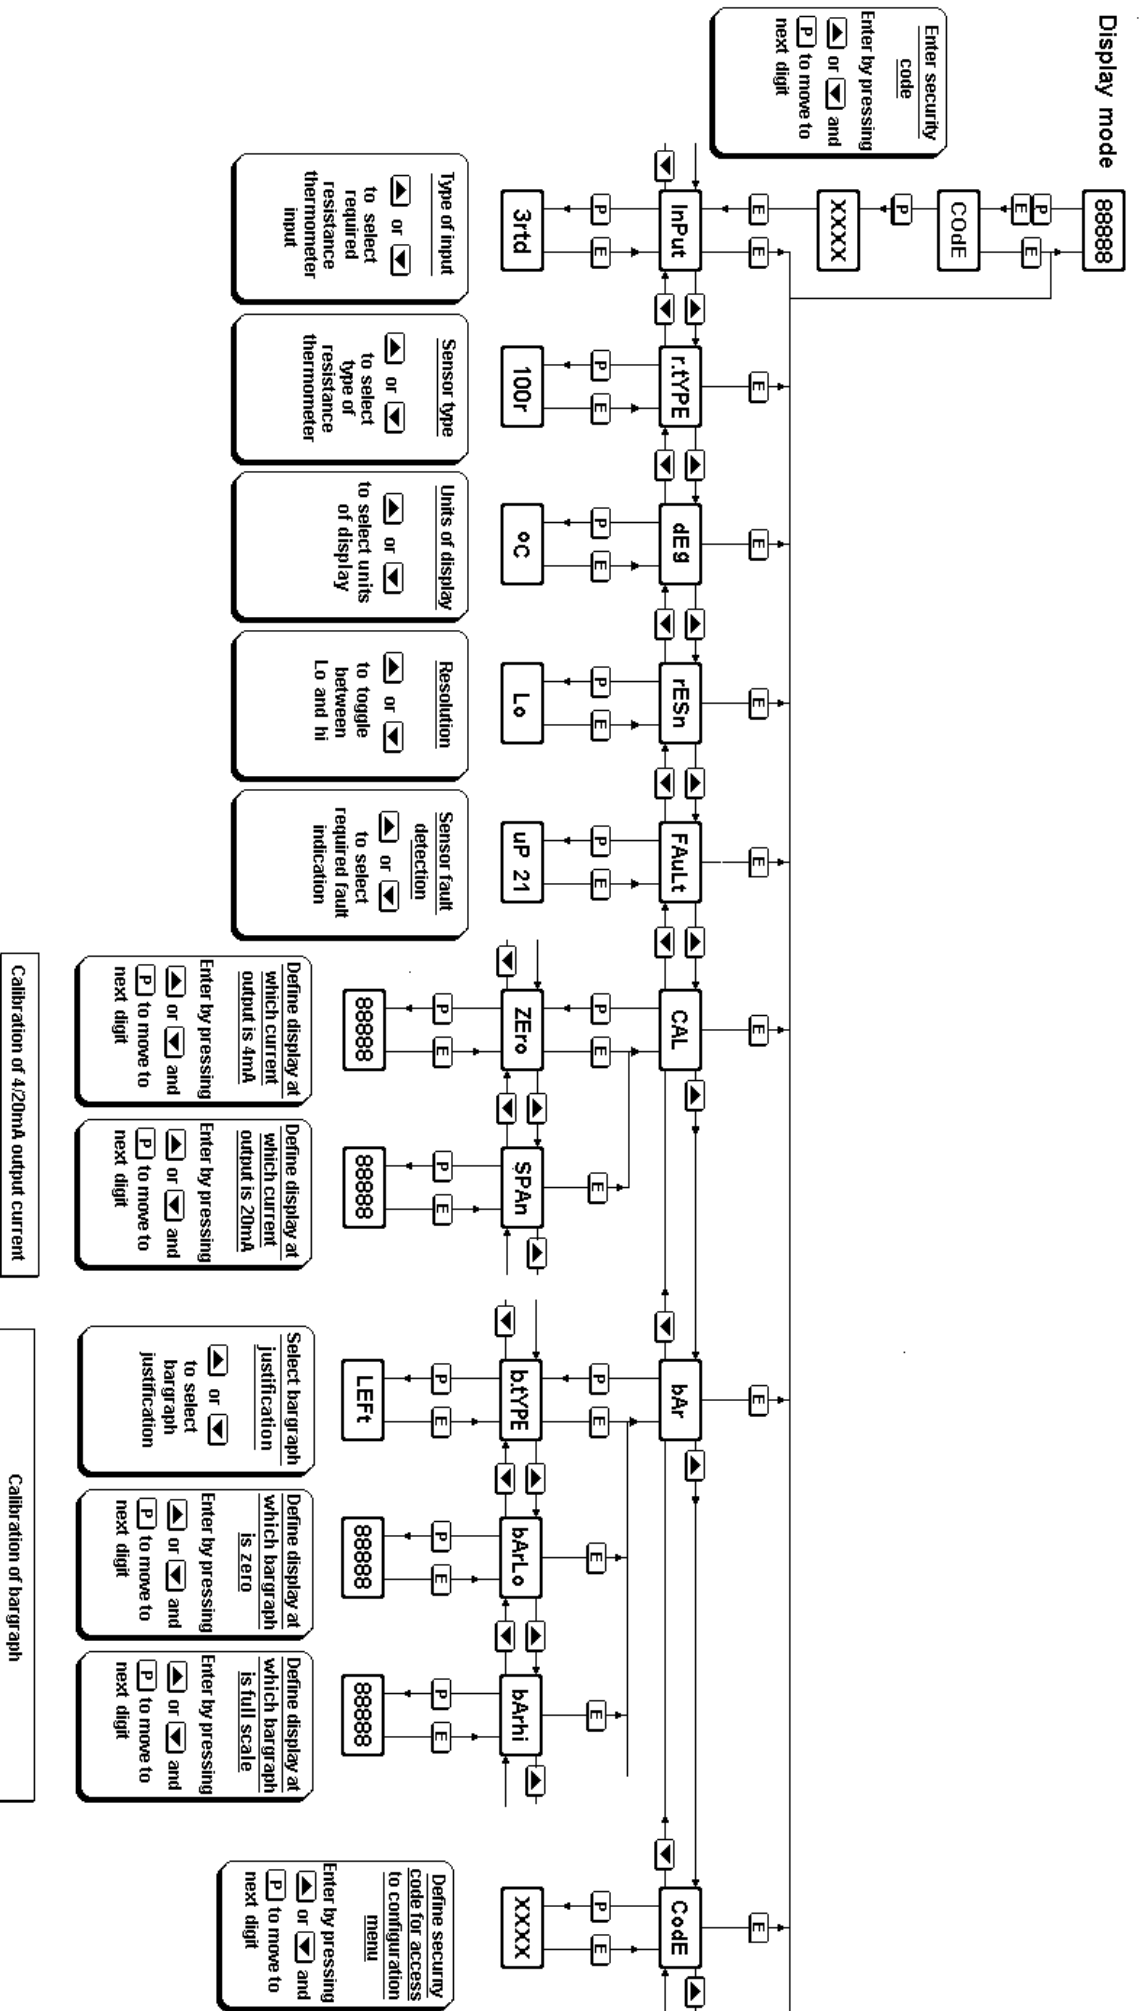 Display mode
88888
P
E
E
COdE
P
XXXX
E
E
Enter security
code
Enter by pressing
▲ or ▼ and
P to move to
next digit
E
E
E
E
E
E
E
▲
▲
▲
▲
▲
▲
▲
▲
InPut
r.tYPE
dEg
rESn
FAuLt
CAL
bAr
CodE
▼
▼
▼
▼
▼
▼
▼
▼
P
E
P
E
P
E
P
E
P
E
P
E
E
P
E
E
E
P
E
3rtd
100r
°C
Lo
uP 21
▲
▲
▲
▲
▲
ZEro
SPAn
b.tYPE
bArLo
bArhi
XXXX
▼
▼
▼
▼
▼
P
E
P
E
P
E
P
E
P
E
88888
88888
LEFt
88888
88888
Type of input
▲ or ▼
to select
required
resistance
thermometer
input
Sensor type
▲ or ▼
to select
type of
resistance
thermometer
Units of display
▲ or ▼
to select units
of display
Resolution
▲ or ▼
to toggle
between
Lo and hi
Sensor fault
detection
▲ or ▼
to select
required fault
indication
Define display at
which current
output is 4mA
Enter by pressing
▲ or ▼ and
P to move to
next digit
Define display at
which current
output is 20mA
Enter by pressing
▲ or ▼ and
P to move to
next digit
Select bargraph
justification
▲ or ▼
to select
bargraph
justification
Define display at
which bargraph
is zero
Enter by pressing
▲ or ▼ and
P to move to
next digit
Define display at
which bargraph
is full scale
Enter by pressing
▲ or ▼ and
P to move to
next digit
Define security
code for access
to configuration
menu
Enter by pressing
▲ or ▼ and
P to move to
next digit
Calibration of 4/20mA output current
Calibration of bargraph